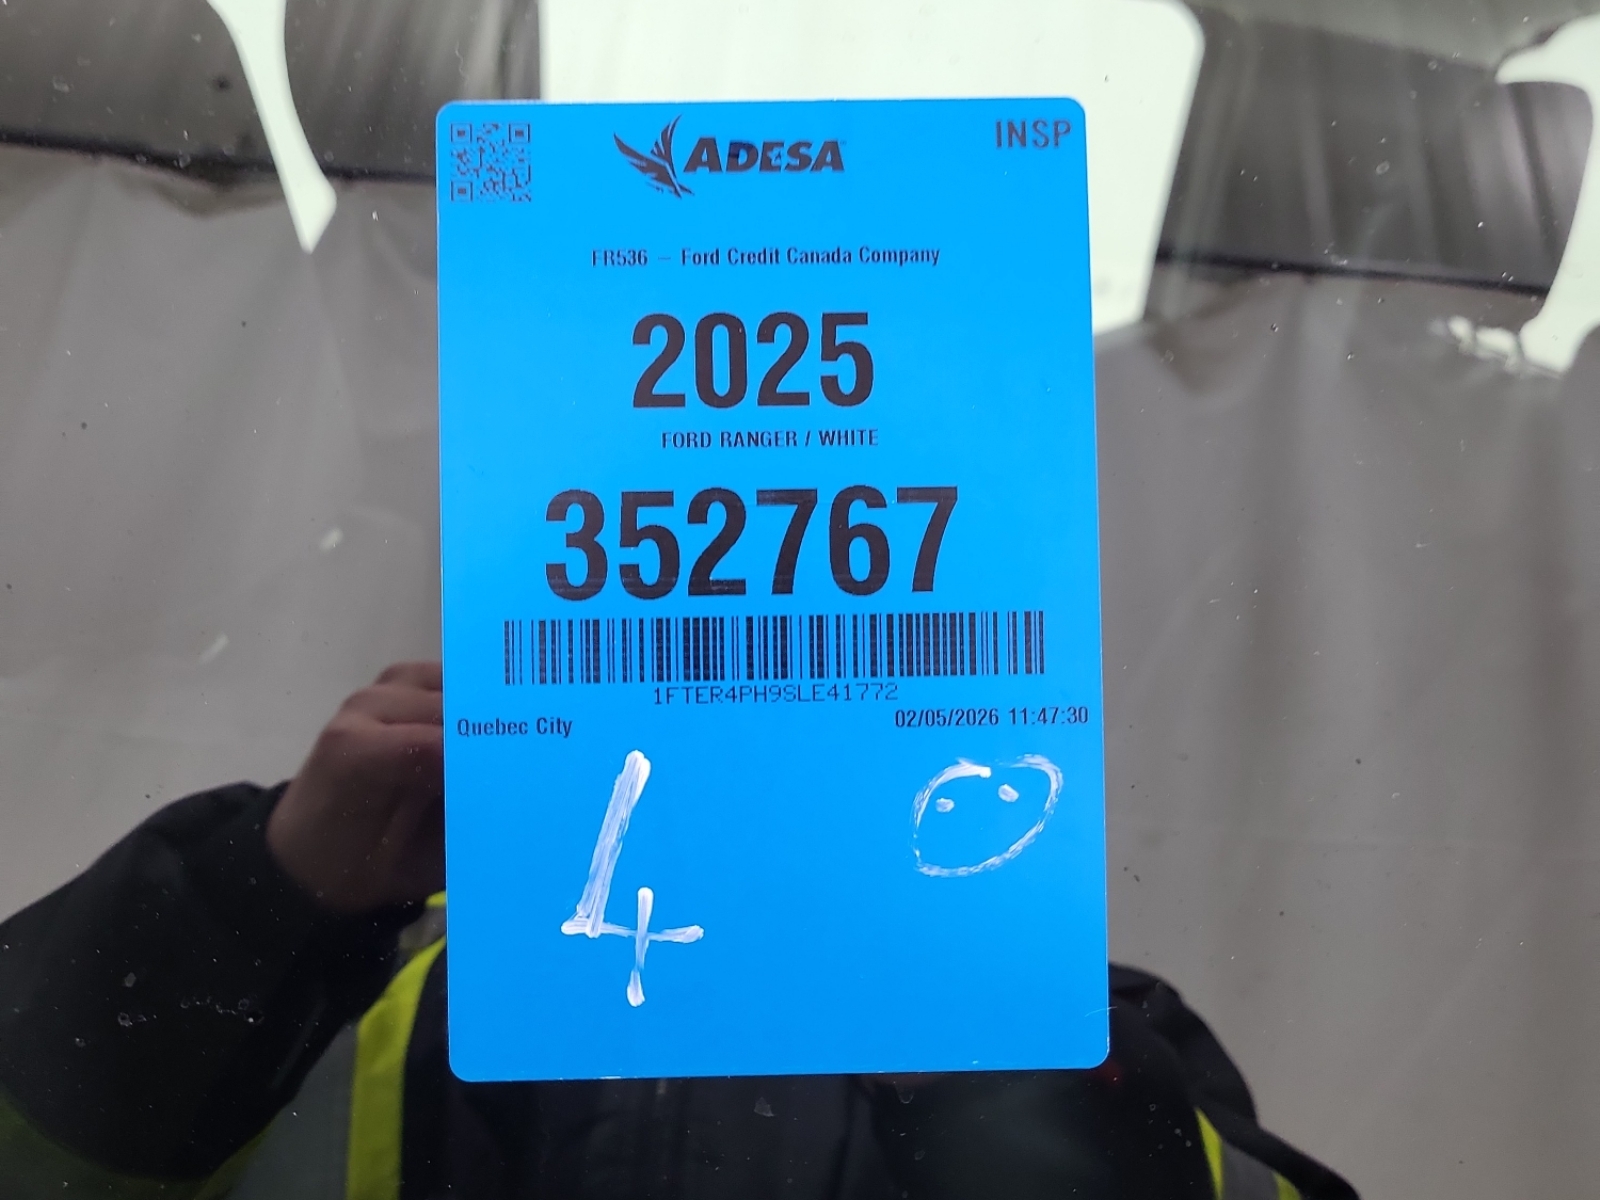 ADESA
INSP
FR536 – Ford Credit Canada Company
2025
FORD RANGER / WHITE
352767
1FTER4PH9SLE41772
Quebec City
02/05/2026 11:47:30
4